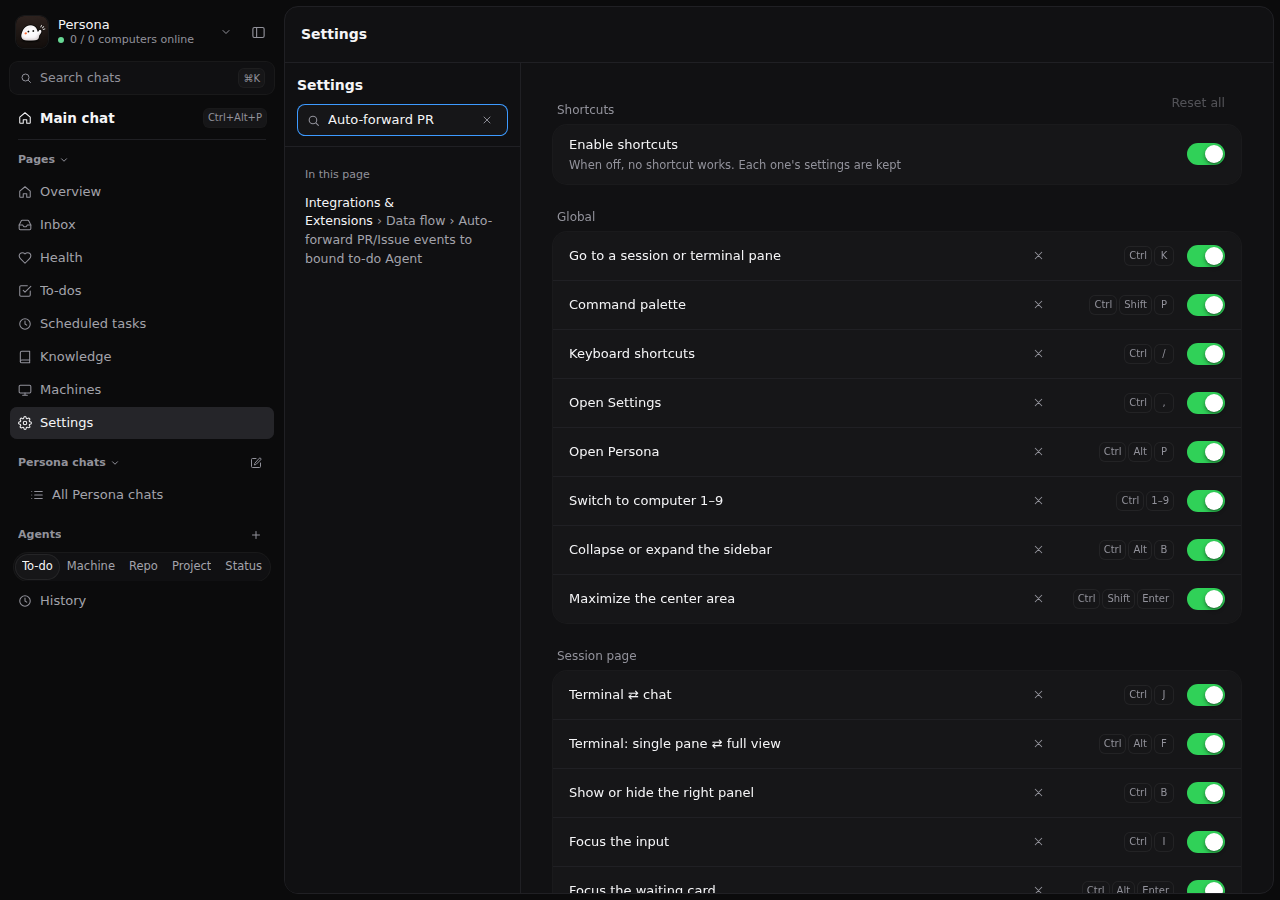 Persona
0 / 0 computers online
Search chats
⌘K
Main chat
Ctrl+Alt+P
Pages
Overview
Inbox
Health
To-dos
Scheduled tasks
Knowledge
Machines
Settings
Persona chats
All Persona chats
Agents
To-do Machine Repo Project Status
History
Settings
Settings
Auto-forward PR
In this page
Integrations &
Extensions › Data flow › Auto-
forward PR/Issue events to
bound to-do Agent
Reset all
Shortcuts
Enable shortcuts
When off, no shortcut works. Each one's settings are kept
Global
Go to a session or terminal pane Ctrl K
Command palette Ctrl Shift P
Keyboard shortcuts Ctrl /
Open Settings Ctrl ,
Open Persona Ctrl Alt P
Switch to computer 1–9 Ctrl 1–9
Collapse or expand the sidebar Ctrl Alt B
Maximize the center area Ctrl Shift Enter
Session page
Terminal ⇄ chat Ctrl J
Terminal: single pane ⇄ full view Ctrl Alt F
Show or hide the right panel Ctrl B
Focus the input Ctrl I
Focus the waiting card Ctrl Alt Enter